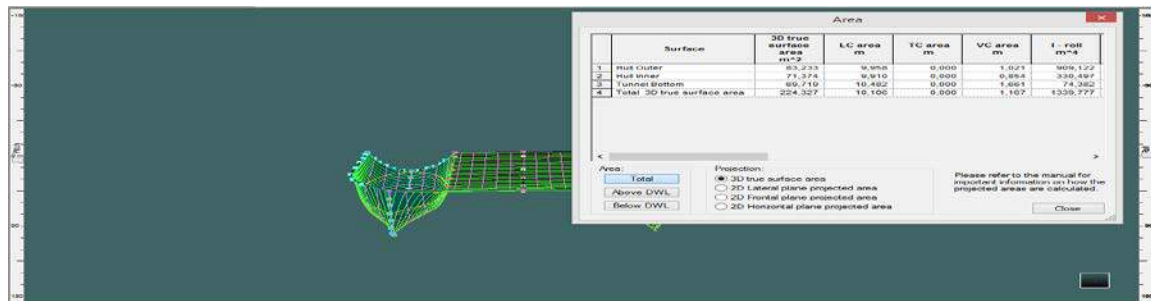 Area
Surface 3D true surface area m^2 LC area m TC area m VC area m I - roll m^4
1 Hull Outer 83,233 9,958 0,000 1,021 909,122
2 Hull Inner 71,374 9,910 0,000 0,854 330,497
3 Tunnel Bottom 69,719 10,482 0,000 1,661 74,382
4 Total 3D true surface area 224,327 10,106 0,000 1,107 1339,777
Area:
Total
Above DWL
Below DWL
Projection:
3D true surface area
2D Lateral plane projected area
2D Frontal plane projected area
2D Horizontal plane projected area
Please refer to the manual for
important information on how the
projected areas are calculated.
Close